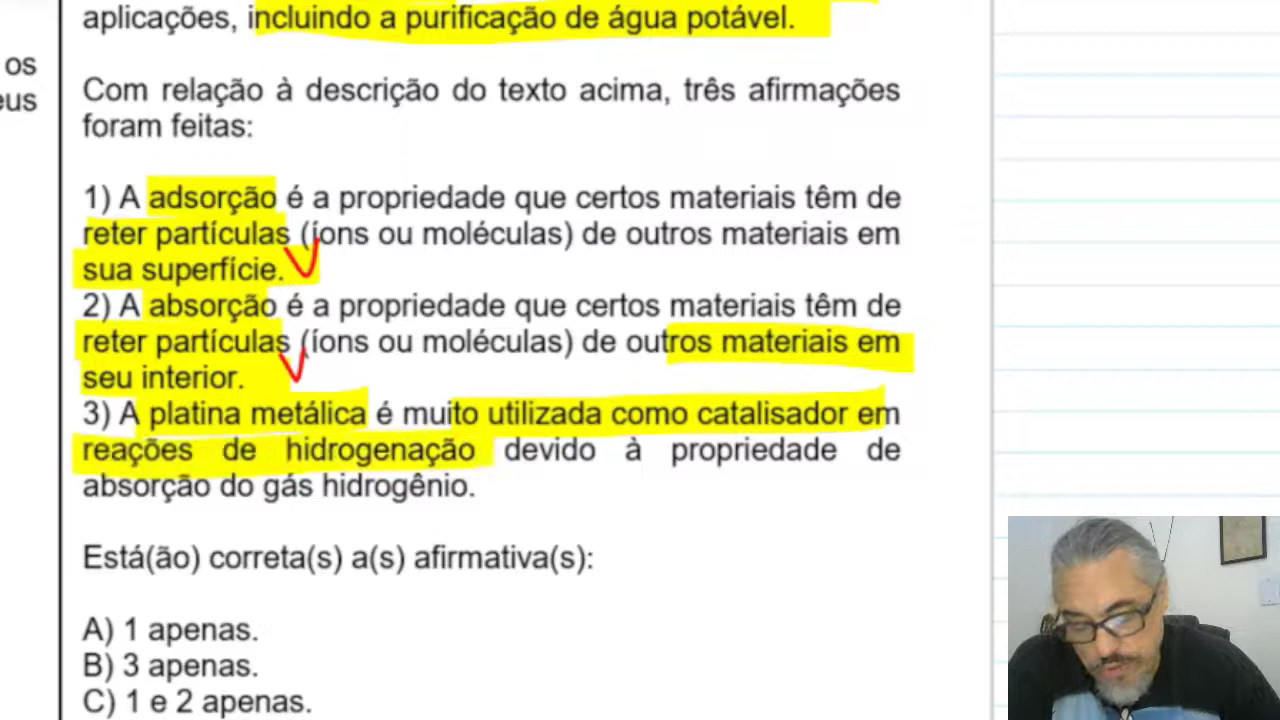 aplicações, incluindo a purificação de água potável.
os
eus
Com relação à descrição do texto acima, três afirmações
foram feitas:
1) A adsorção é a propriedade que certos materiais têm de
reter partículas (íons ou moléculas) de outros materiais em
sua superfície.
2) A absorção é a propriedade que certos materiais têm de
reter partículas (íons ou moléculas) de outros materiais em
seu interior.
3) A platina metálica é muito utilizada como catalisador em
reações de hidrogenação devido à propriedade de
absorção do gás hidrogênio.
Está(ão) correta(s) a(s) afirmativa(s):
A) 1 apenas.
B) 3 apenas.
C) 1 e 2 apenas.